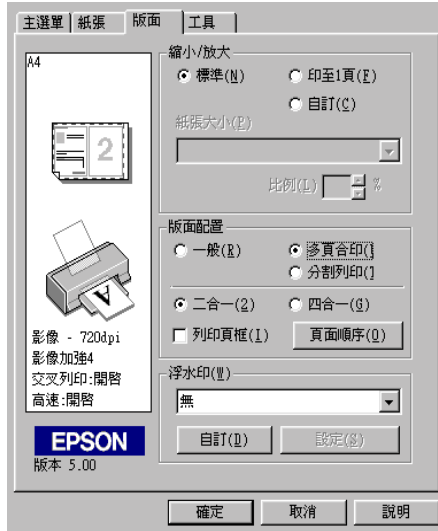 主選單 紙張 版面 工具
A4
2
影像 - 720dpi
影像加強4
交叉列印:開啓
高速:開啓
EPSON
版本 5.00
縮小/放大
標準(N) 印至1頁(F)
自訂(C)
紙張大小(P)
比例(L) %
版面配置
一般(R) 多頁合印(]
分割列印(]
二合一(2) 四合一(G)
列印頁框(I) 頁面順序(O)
浮水印(W)
無
自訂(D) 設定(S)
確定 取消 說明